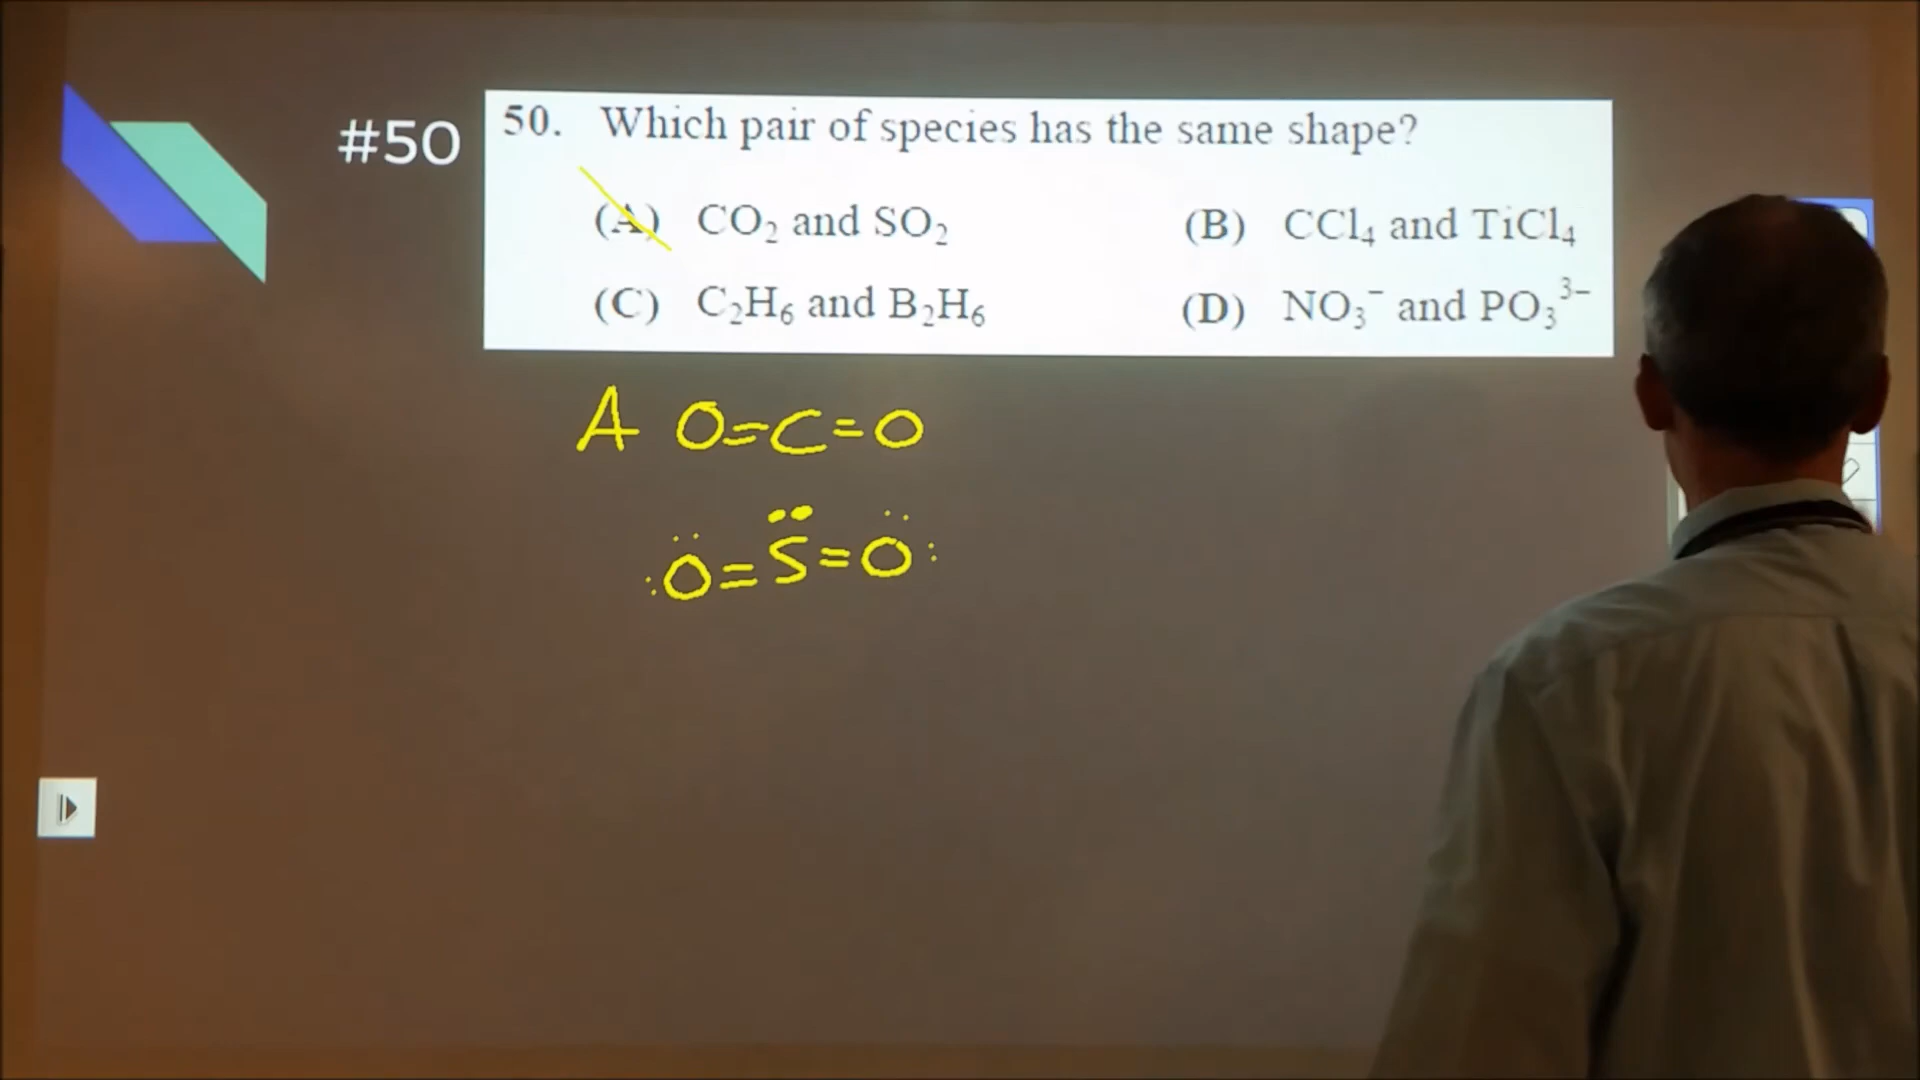 #50
50. Which pair of species has the same shape?
(A) CO₂ and SO₂ (B) CCl₄ and TiCl₄
(C) C₂H₆ and B₂H₆ (D) NO₃⁻ and PO₃³⁻
A O=C=O
:Ö=S̈=Ö: